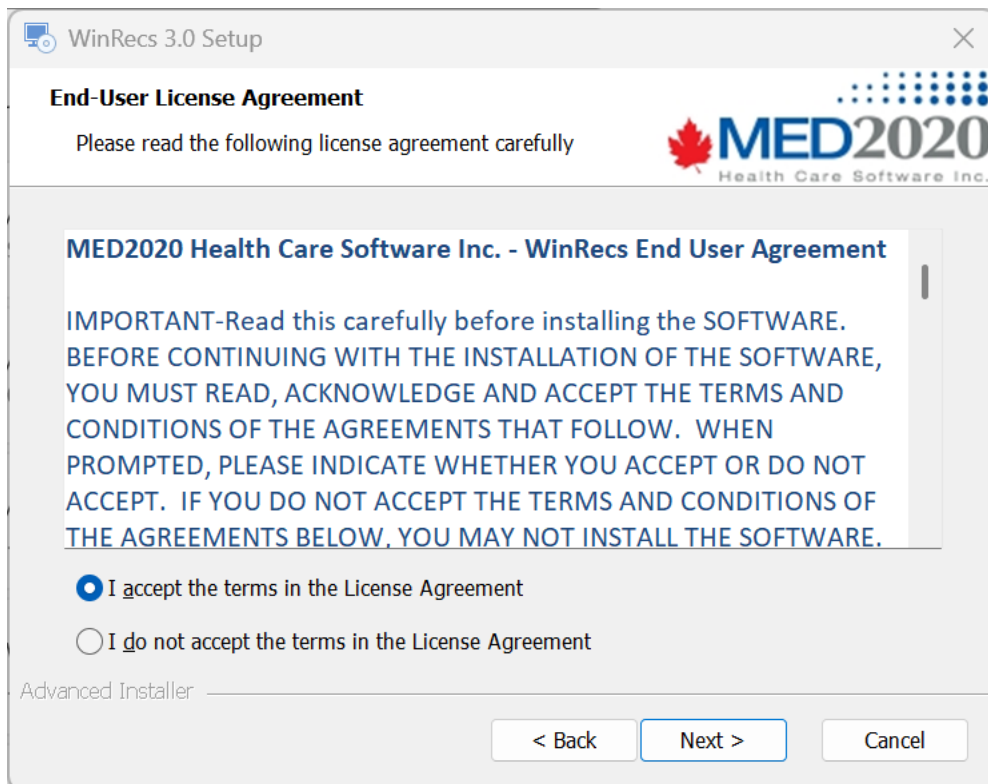 WinRecs 3.0 Setup
End-User License Agreement
Please read the following license agreement carefully
MED2020
Health Care Software Inc.
MED2020 Health Care Software Inc. - WinRecs End User Agreement
IMPORTANT-Read this carefully before installing the SOFTWARE.
BEFORE CONTINUING WITH THE INSTALLATION OF THE SOFTWARE,
YOU MUST READ, ACKNOWLEDGE AND ACCEPT THE TERMS AND
CONDITIONS OF THE AGREEMENTS THAT FOLLOW.  WHEN
PROMPTED, PLEASE INDICATE WHETHER YOU ACCEPT OR DO NOT
ACCEPT.  IF YOU DO NOT ACCEPT THE TERMS AND CONDITIONS OF
THE AGREEMENTS BELOW, YOU MAY NOT INSTALL THE SOFTWARE.
I accept the terms in the License Agreement
I do not accept the terms in the License Agreement
Advanced Installer
< Back Next > Cancel